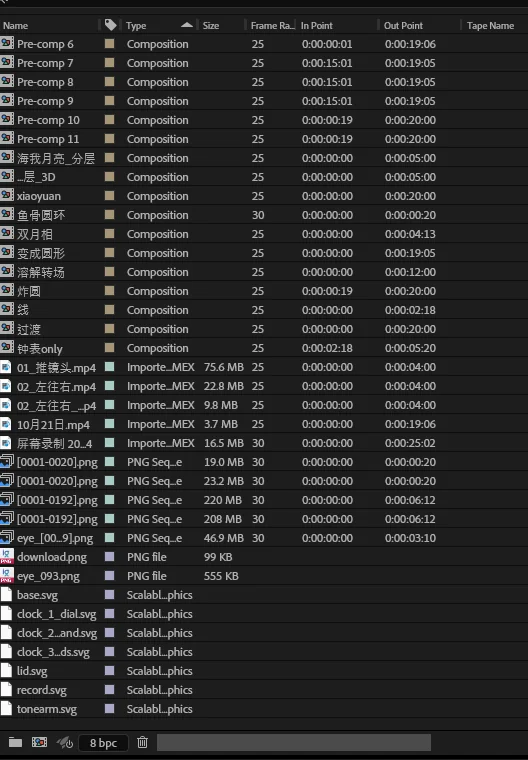 Name Type Size Frame Ra... In Point Out Point Tape Name
Pre-comp 6 Composition 25 0:00:00:01 0:00:19:06
Pre-comp 7 Composition 25 0:00:15:01 0:00:19:05
Pre-comp 8 Composition 25 0:00:15:01 0:00:19:05
Pre-comp 9 Composition 25 0:00:15:01 0:00:19:05
Pre-comp 10 Composition 25 0:00:00:19 0:00:20:00
Pre-comp 11 Composition 25 0:00:00:19 0:00:20:00
海我月亮_分层 Composition 25 0:00:00:00 0:00:05:00
...层_3D Composition 25 0:00:00:00 0:00:05:00
xiaoyuan Composition 25 0:00:00:00 0:00:20:00
鱼骨圆环 Composition 30 0:00:00:00 0:00:00:20
双月相 Composition 25 0:00:00:00 0:00:04:13
变成圆形 Composition 25 0:00:00:00 0:00:19:05
溶解转场 Composition 25 0:00:00:00 0:00:12:00
炸圆 Composition 25 0:00:00:19 0:00:20:00
线 Composition 25 0:00:00:00 0:00:02:18
过渡 Composition 25 0:00:00:00 0:00:20:00
钟表only Composition 25 0:00:02:18 0:00:05:20
01_推镜头.mp4 Importe...MEX 75.6 MB 25 0:00:00:00 0:00:04:00
02_左往右.mp4 Importe...MEX 22.8 MB 25 0:00:00:00 0:00:04:00
02_左往右_...p4 Importe...MEX 9.8 MB 25 0:00:00:00 0:00:04:00
10月21日.mp4 Importe...MEX 3.7 MB 25 0:00:00:00 0:00:19:06
屏幕录制 20...4 Importe...MEX 16.5 MB 30 0:00:00:00 0:00:25:02
[0001-0020].png PNG Seq...e 19.0 MB 30 0:00:00:00 0:00:00:20
[0001-0020].png PNG Seq...e 23.2 MB 30 0:00:00:00 0:00:00:20
[0001-0192].png PNG Seq...e 220 MB 30 0:00:00:00 0:00:06:12
[0001-0192].png PNG Seq...e 208 MB 30 0:00:00:00 0:00:06:12
eye_[00...9].png PNG Seq...e 46.9 MB 30 0:00:00:00 0:00:03:10
download.png PNG file 99 KB
eye_093.png PNG file 555 KB
base.svg Scalabl...phics
clock_1_dial.svg Scalabl...phics
clock_2...and.svg Scalabl...phics
clock_3...ds.svg Scalabl...phics
lid.svg Scalabl...phics
record.svg Scalabl...phics
tonearm.svg Scalabl...phics
8 bpc